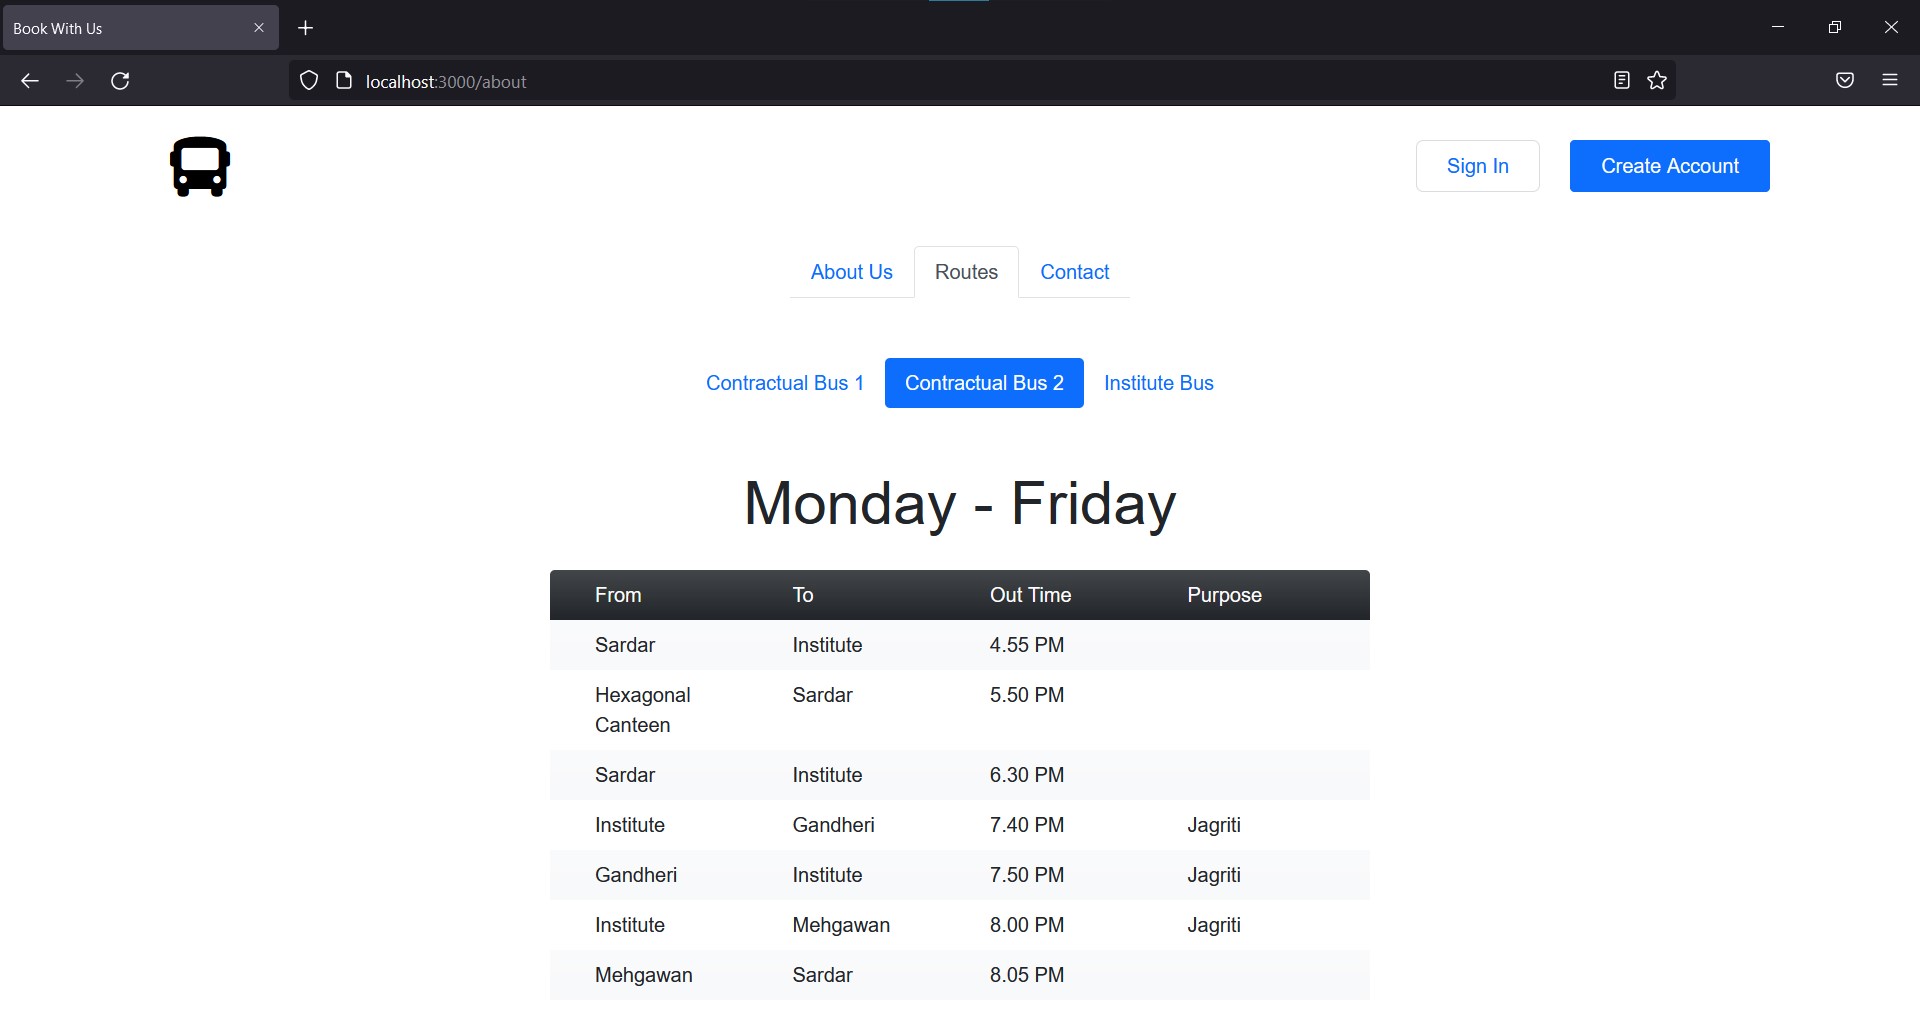 Book With Us
localhost:3000/about
Sign In Create Account
About Us Routes Contact
Contractual Bus 1 Contractual Bus 2 Institute Bus
Monday - Friday
From To Out Time Purpose
Sardar Institute 4.55 PM
Hexagonal Canteen Sardar 5.50 PM
Sardar Institute 6.30 PM
Institute Gandheri 7.40 PM Jagriti
Gandheri Institute 7.50 PM Jagriti
Institute Mehgawan 8.00 PM Jagriti
Mehgawan Sardar 8.05 PM